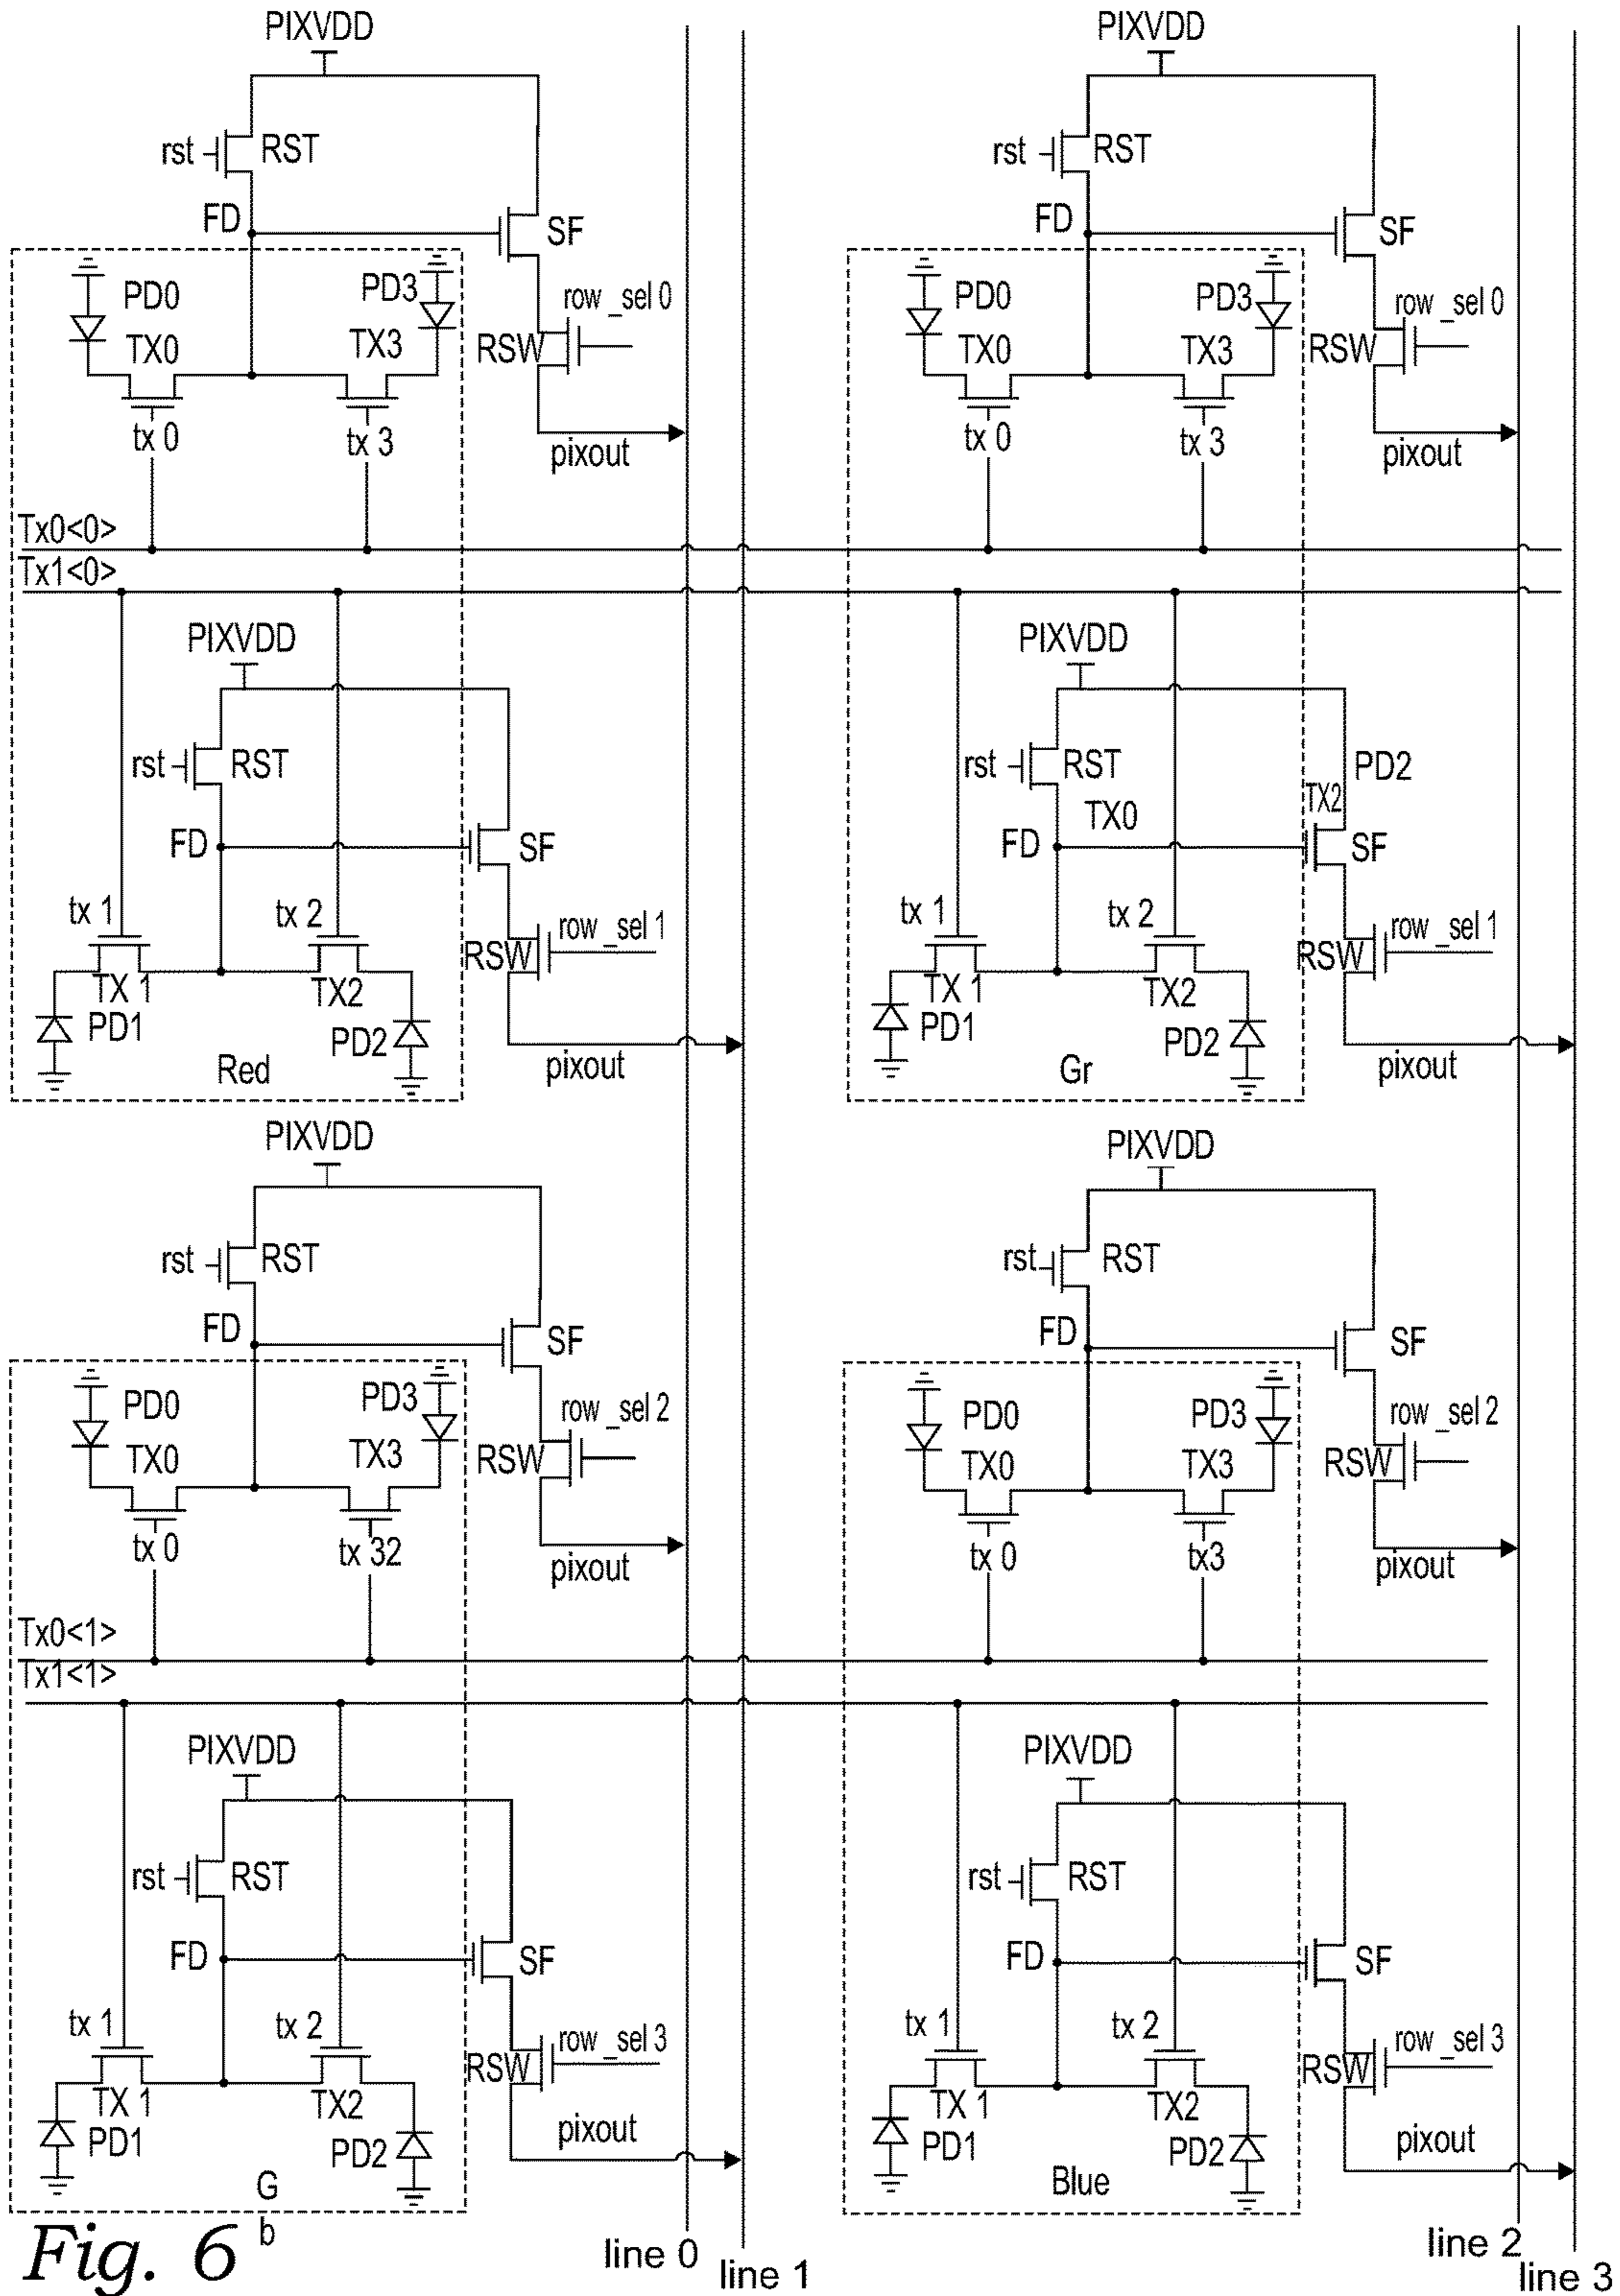 PIXVDD PIXVDD
rst RST rst RST
FD SF FD SF
PD0 PD3 row_sel 0 PD0 PD3 row_sel 0
TX0 TX3 RSW TX0 TX3 RSW
tx 0 tx 3 pixout tx 0 tx 3 pixout
Tx0<0>
Tx1<0>
PIXVDD PIXVDD
rst RST rst RST PD2
TX0 TX2
FD SF FD SF
tx 1 tx 2 row_sel 1 tx 1 tx 2 row_sel 1
RSW RSW
TX 1 TX2 TX 1 TX2
PD1 PD2 PD1 PD2
Red pixout Gr pixout
PIXVDD PIXVDD
rst RST rst RST
FD SF FD SF
PD0 PD3 row_sel 2 PD0 PD3 row_sel 2
TX0 TX3 RSW TX0 TX3 RSW
tx 0 tx 32 pixout tx 0 tx3 pixout
Tx0<1>
Tx1<1>
PIXVDD PIXVDD
rst RST rst RST
FD SF FD SF
tx 1 tx 2 row_sel 3 tx 1 tx 2 row_sel 3
RSW RSW
TX 1 TX2 TX 1 TX2
PD1 PD2 pixout PD1 PD2 pixout
G Blue
b
Fig. 6 line 0 line 1 line 2 line 3